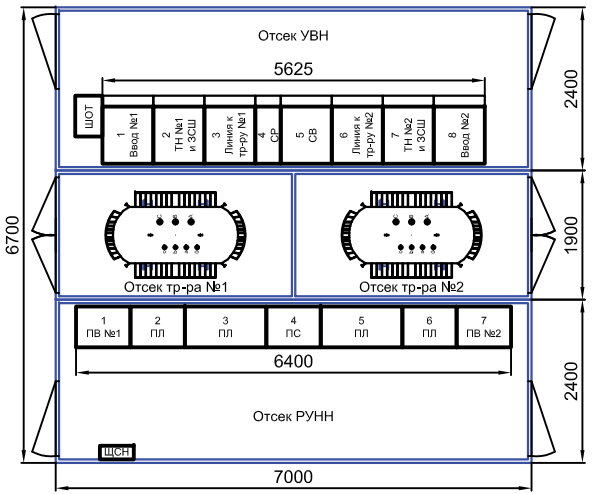 Отсек УВН
5625
ШОТ
1
Ввод №1
2
ТН №1
и ЗСШ
3
Линия к
тр-ру №1
4
СР
5
СВ
6
Линия к
тр-ру №2
7
ТН №2
и ЗСШ
8
Ввод №2
2400
6700
1900
Отсек тр-ра №1
Отсек тр-ра №2
1
ПВ №1
2
ПЛ
3
ПЛ
4
ПС
5
ПЛ
6
ПЛ
7
ПВ №2
6400
2400
Отсек РУНН
ЩСН
7000